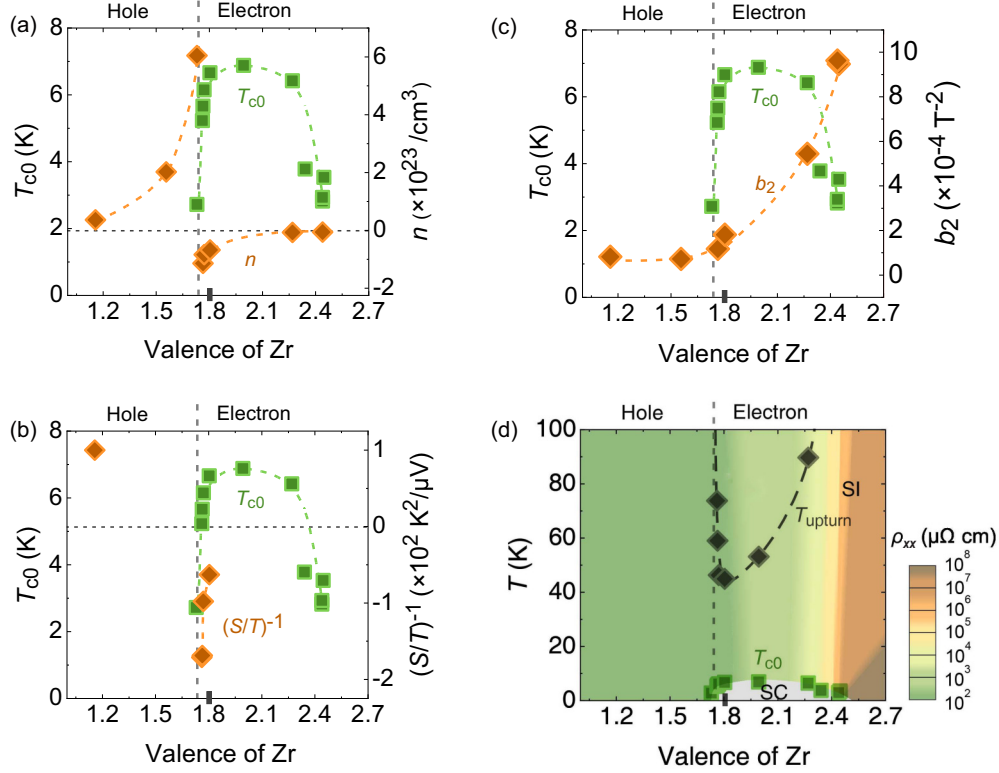 (a)
Hole
Electron
8
6
4
2
0
T_c0 (K)
6
4
2
0
-2
n (×10^23 /cm^3)
T_c0
n
1.2 1.5 1.8 2.1 2.4 2.7
Valence of Zr
(c)
Hole
Electron
8
6
4
2
0
T_c0 (K)
10
8
6
4
2
0
b_2 (×10^-4 T^-2)
T_c0
b_2
1.2 1.5 1.8 2.1 2.4 2.7
Valence of Zr
(b)
Hole
Electron
8
6
4
2
0
T_c0 (K)
1
0
-1
-2
(S/T)^-1 (×10^2 K^2/μV)
T_c0
(S/T)^-1
1.2 1.5 1.8 2.1 2.4 2.7
Valence of Zr
(d)
Hole
Electron
100
80
60
40
20
0
T (K)
SI
T_upturn
T_c0
SC
1.2 1.5 1.8 2.1 2.4 2.7
Valence of Zr
ρ_xx (μΩ cm)
10^8
10^7
10^6
10^5
10^4
10^3
10^2